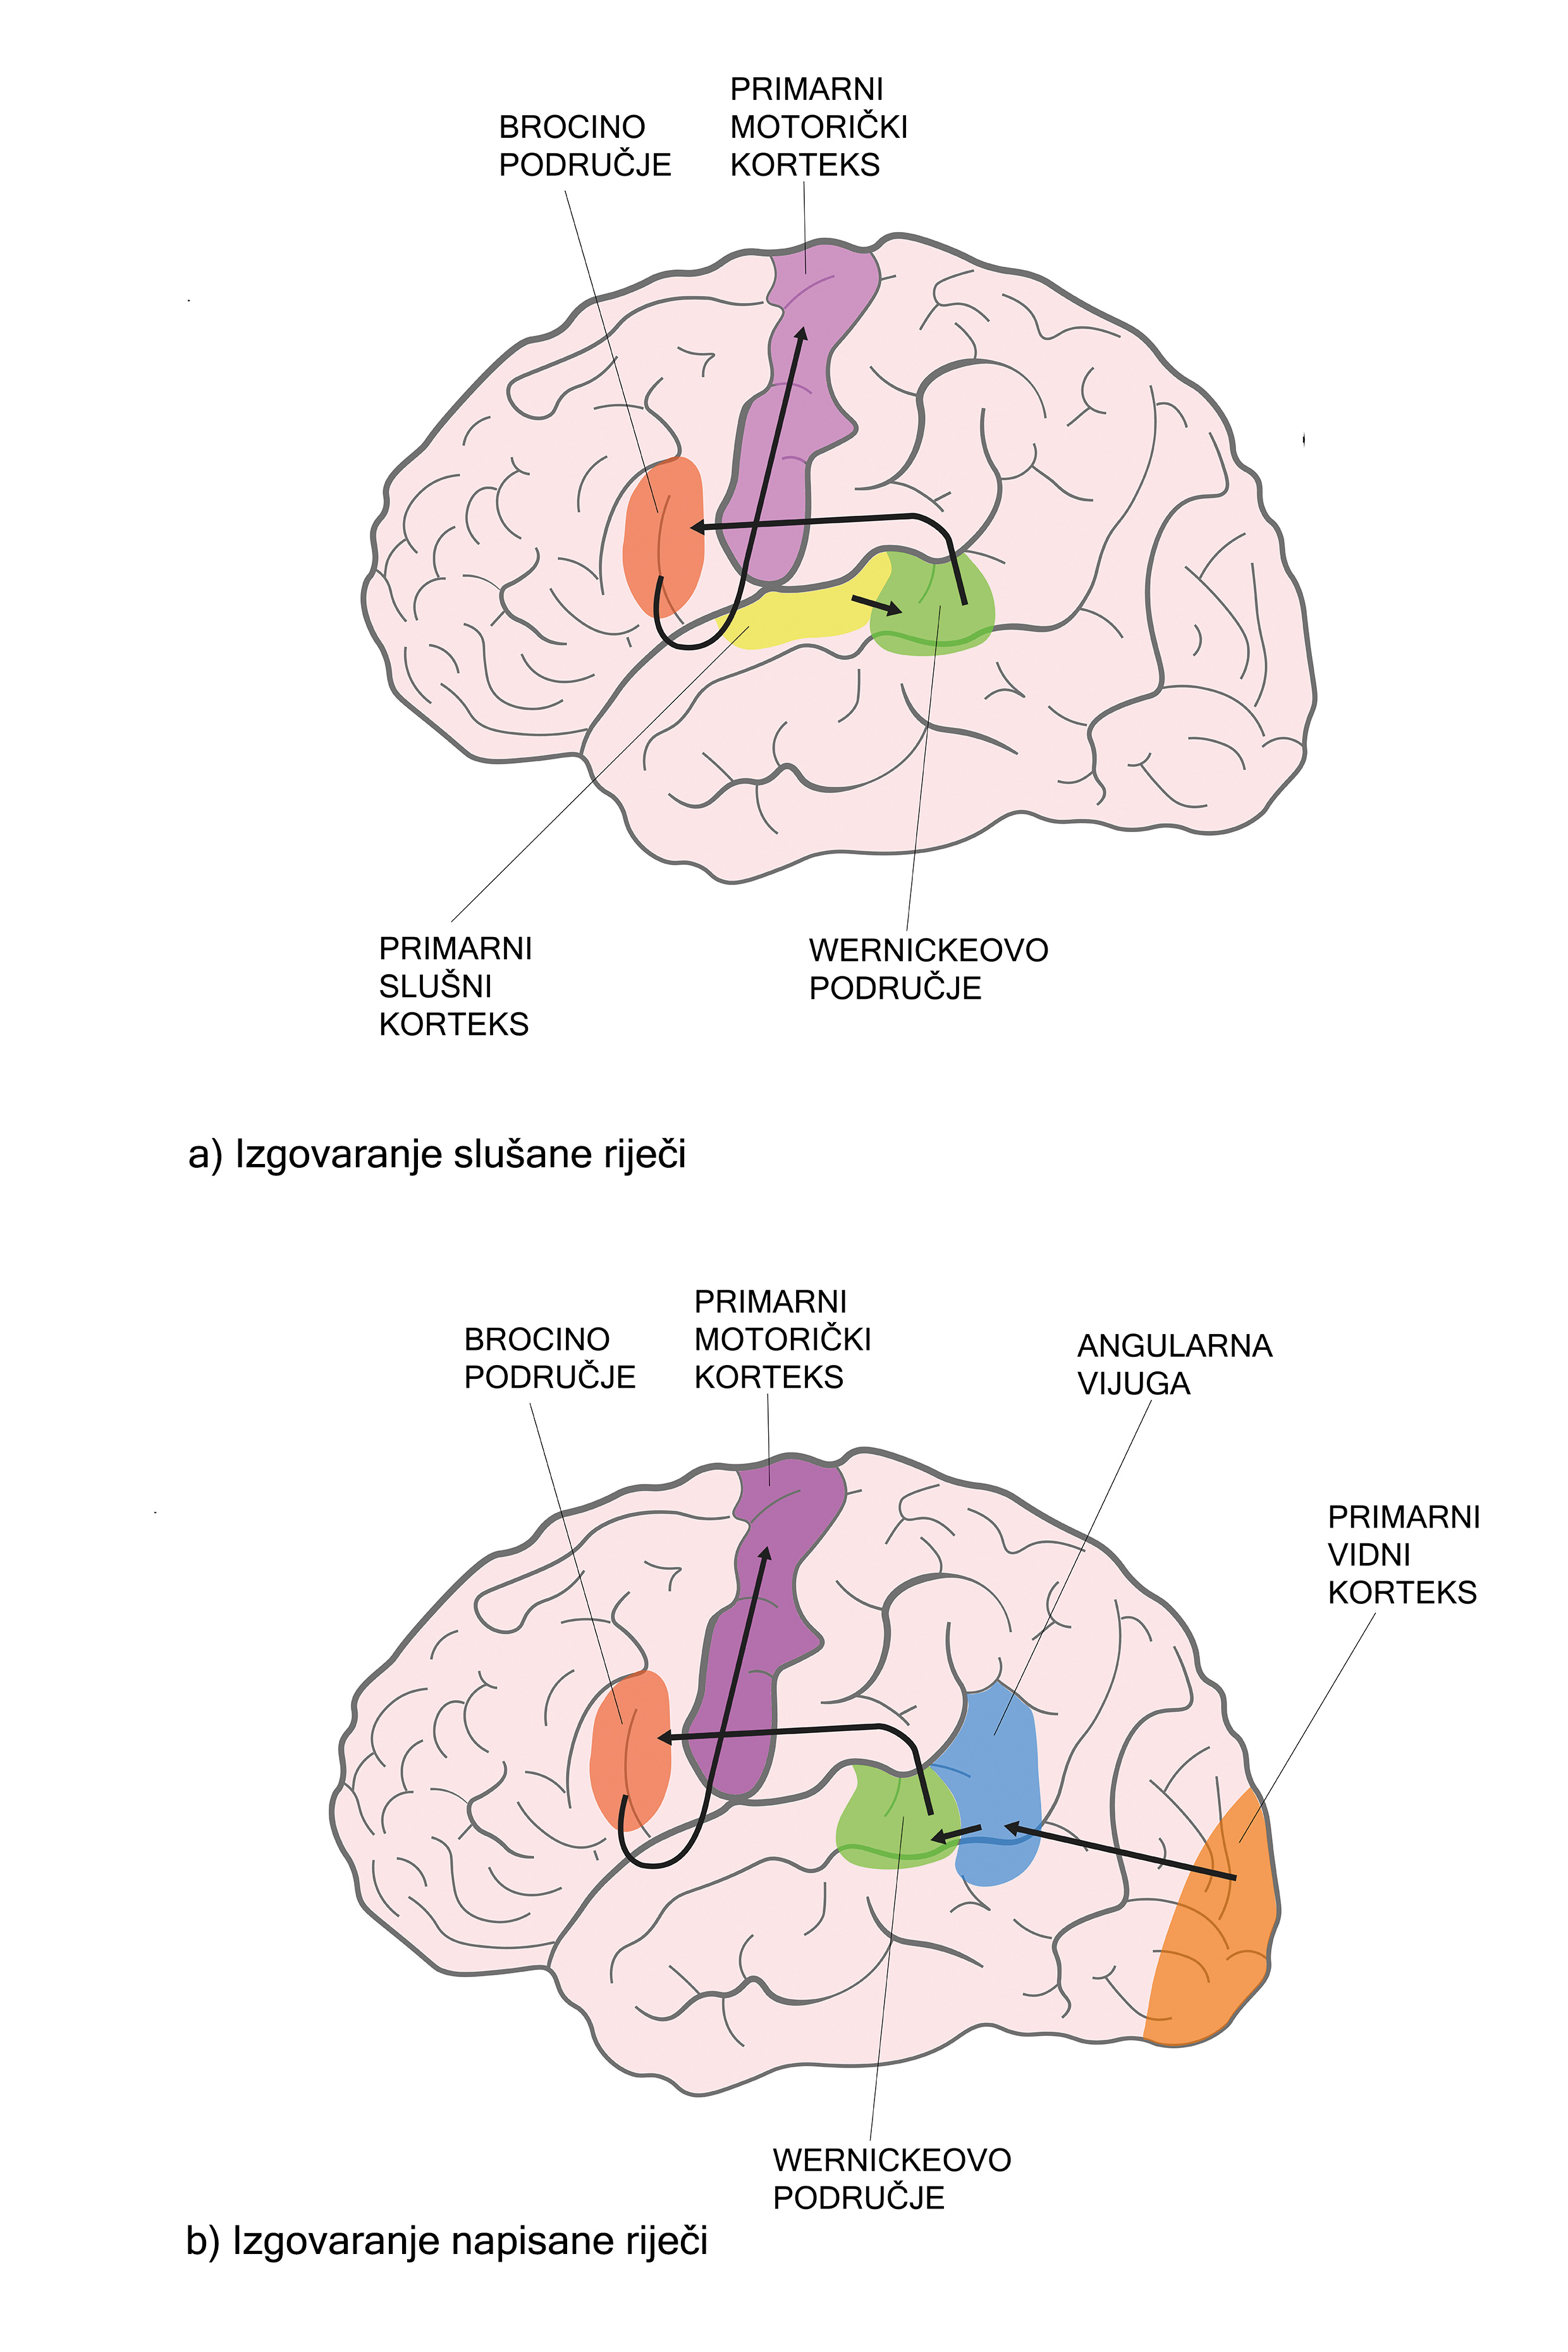 PRIMARNI
MOTORIČKI
KORTEKS
BROCINO
PODRUČJE
PRIMARNI
SLUŠNI
KORTEKS
WERNICKEOVO
PODRUČJE
a) Izgovaranje slušane riječi
PRIMARNI
MOTORIČKI
KORTEKS
BROCINO
PODRUČJE
ANGULARNA
VIJUGA
PRIMARNI
VIDNI
KORTEKS
WERNICKEOVO
PODRUČJE
b) Izgovaranje napisane riječi